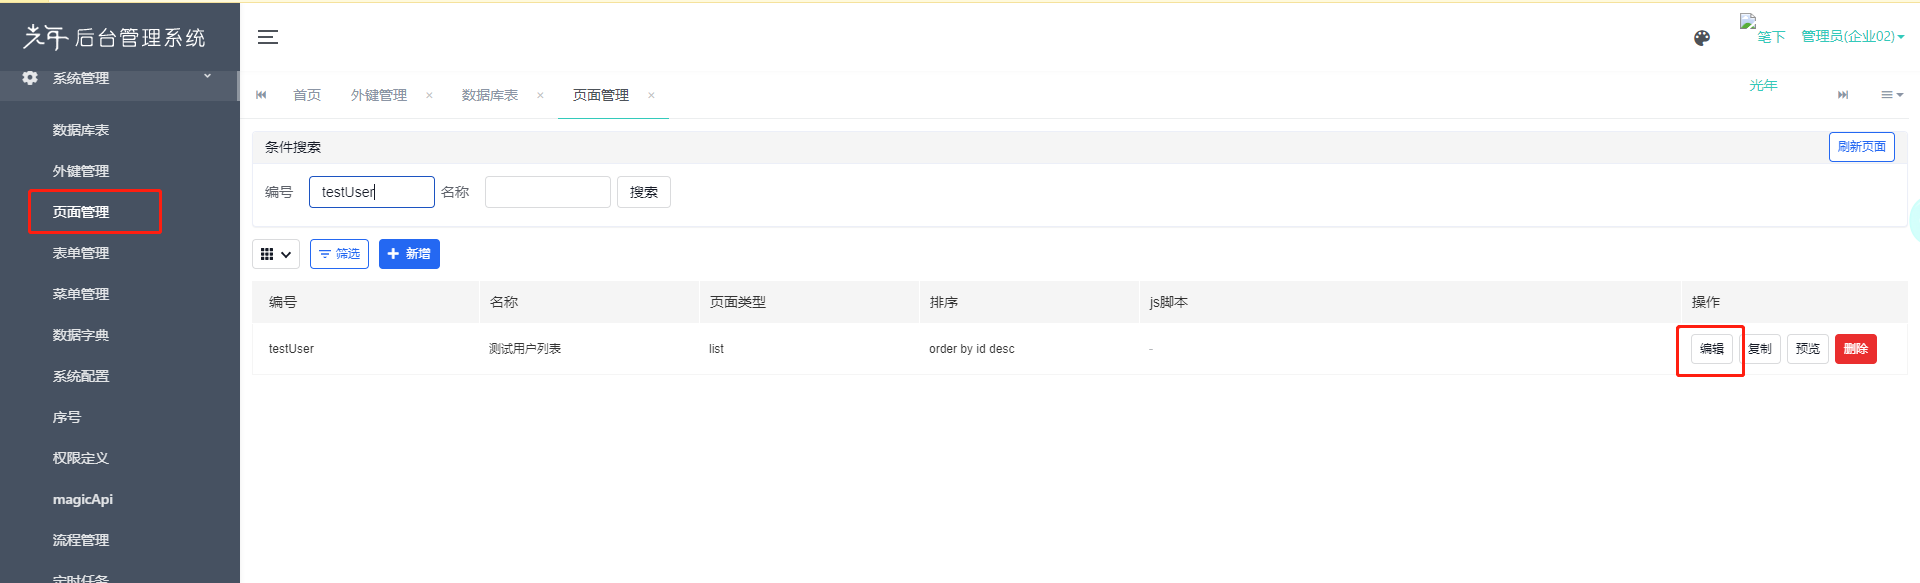 光年 后台管理系统
笔下光年
管理员(企业02)
系统管理
首页 外键管理 × 数据库表 × 页面管理 ×
数据库表
外键管理
页面管理
表单管理
菜单管理
数据字典
系统配置
序号
权限定义
magicApi
流程管理
定时任务
条件搜索 刷新页面
编号 testUser 名称 搜索
筛选 新增
编号 名称 页面类型 排序 js脚本 操作
testUser 测试用户列表 list order by id desc - 编辑 复制 预览 删除